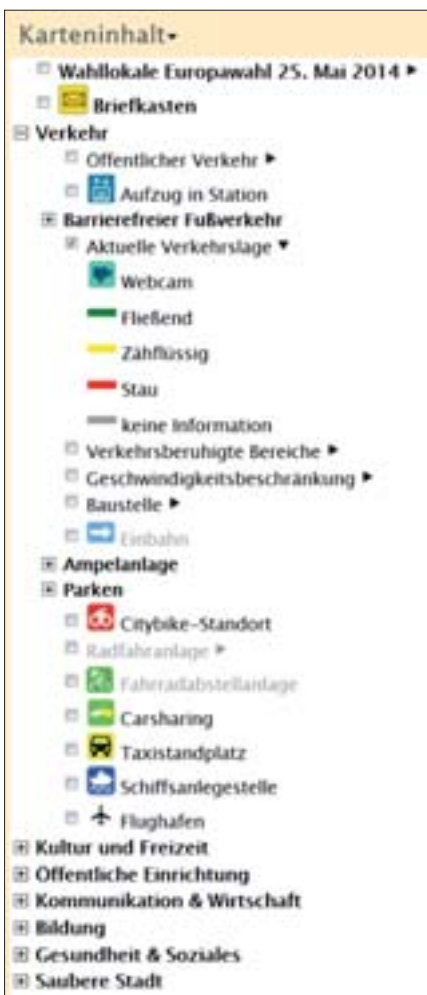 Karteninhalt
Wahllokale Europawahl 25. Mai 2014
Briefkasten
Verkehr
Öffentlicher Verkehr
Aufzug in Station
Barrierefreier Fußverkehr
Aktuelle Verkehrslage
Webcam
Fließend
Zähflüssig
Stau
keine Information
Verkehrsberuhigte Bereiche
Geschwindigkeitsbeschränkung
Baustelle
Einbahn
Ampelanlage
Parken
Citybike-Standort
Radfahranlage
Fahrradabstellanlage
Carsharing
Taxistandplatz
Schiffsanlegestelle
Flughafen
Kultur und Freizeit
Öffentliche Einrichtung
Kommunikation & Wirtschaft
Bildung
Gesundheit & Soziales
Saubere Stadt